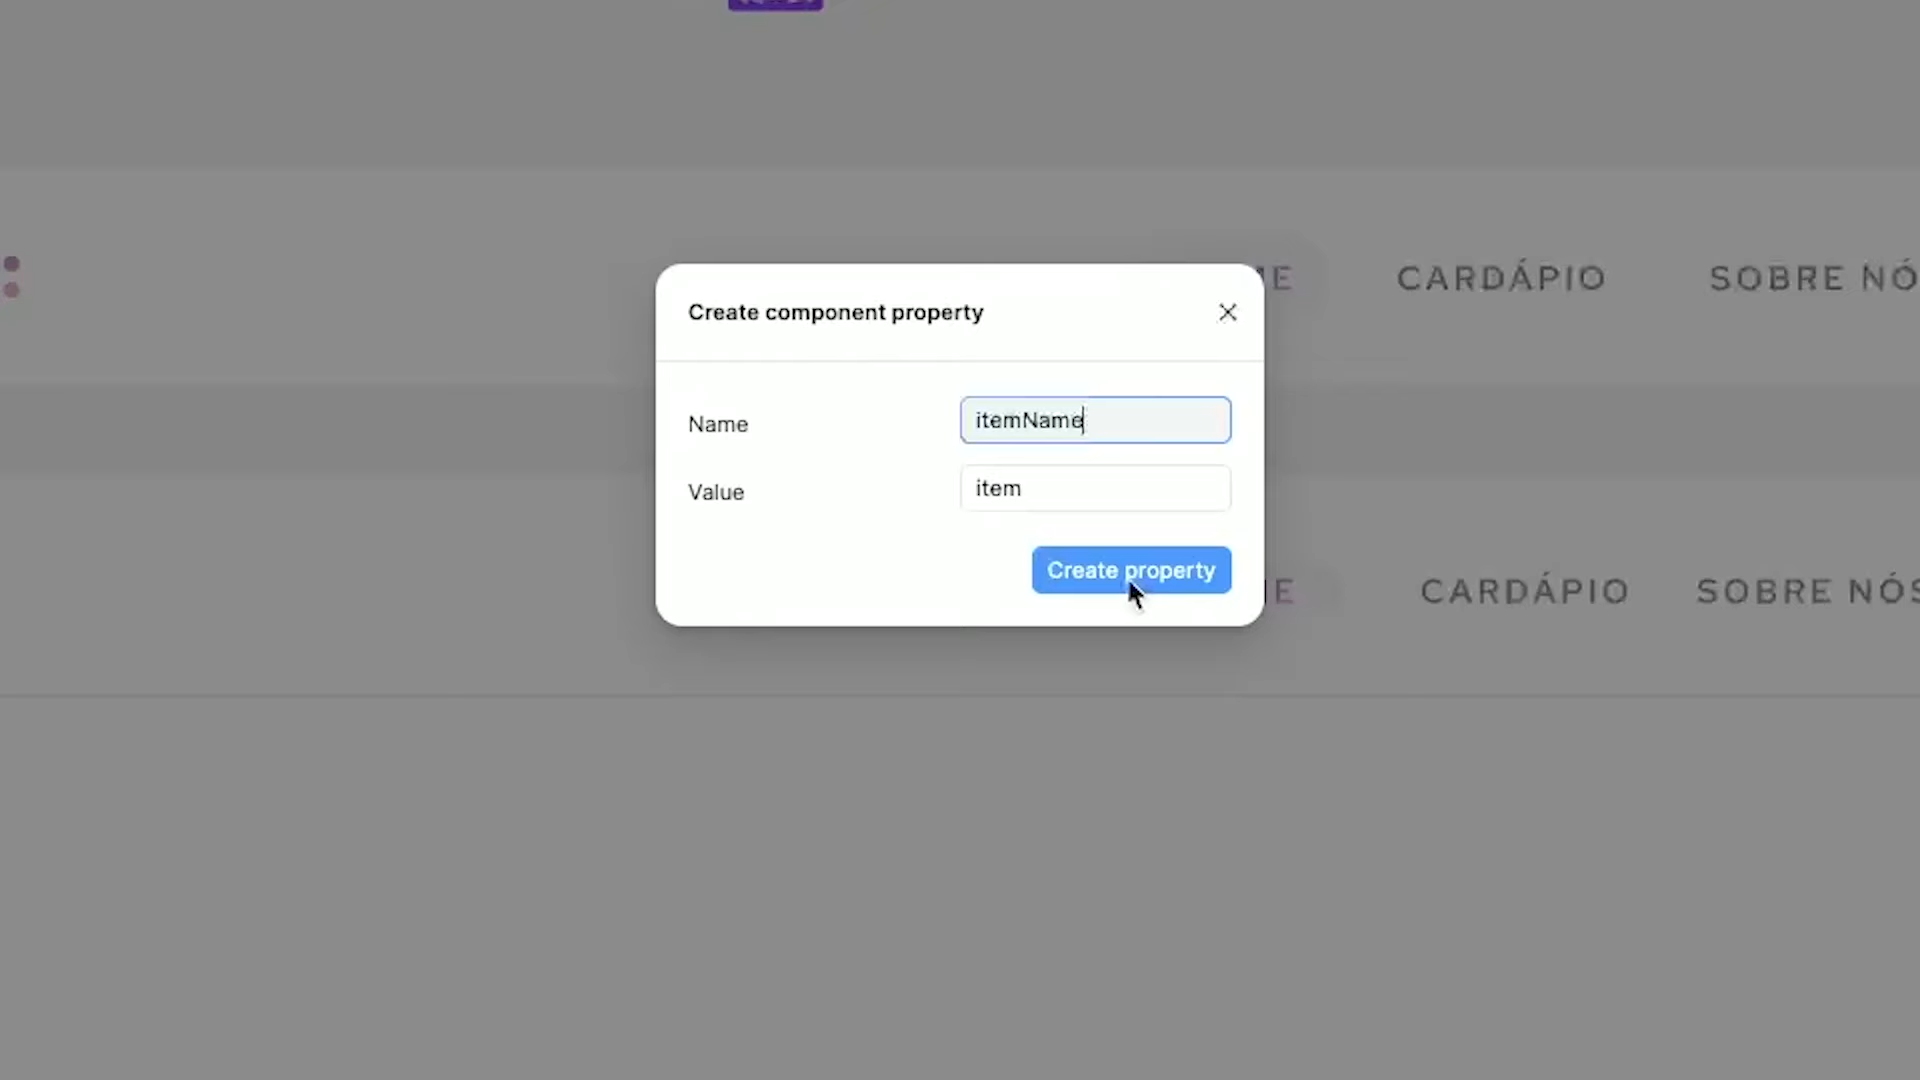 CARDÁPIO
SOBRE NÓ
Create component property
Name
itemName
Value
item
Create property
E
CARDÁPIO
SOBRE NÓS